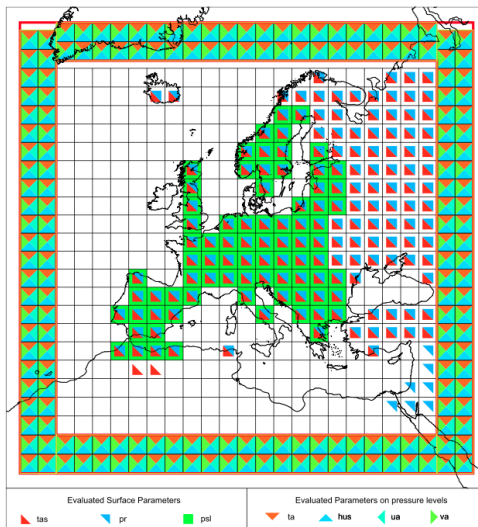 Evaluated Surface Parameters
Evaluated Parameters on pressure levels
tas pr psl ta hus ua va